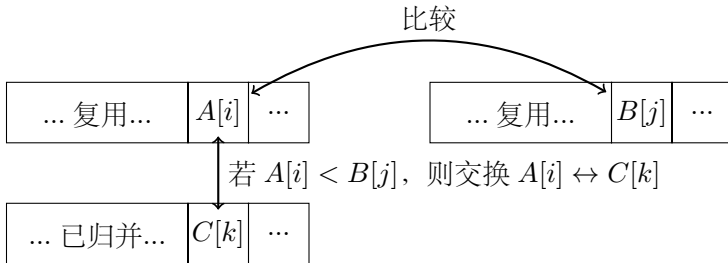 比较
... 复用... A[i] ... ... 复用... B[j] ...
若 A[i] < B[j]，则交换 A[i] ↔ C[k]
... 已归并... C[k] ...